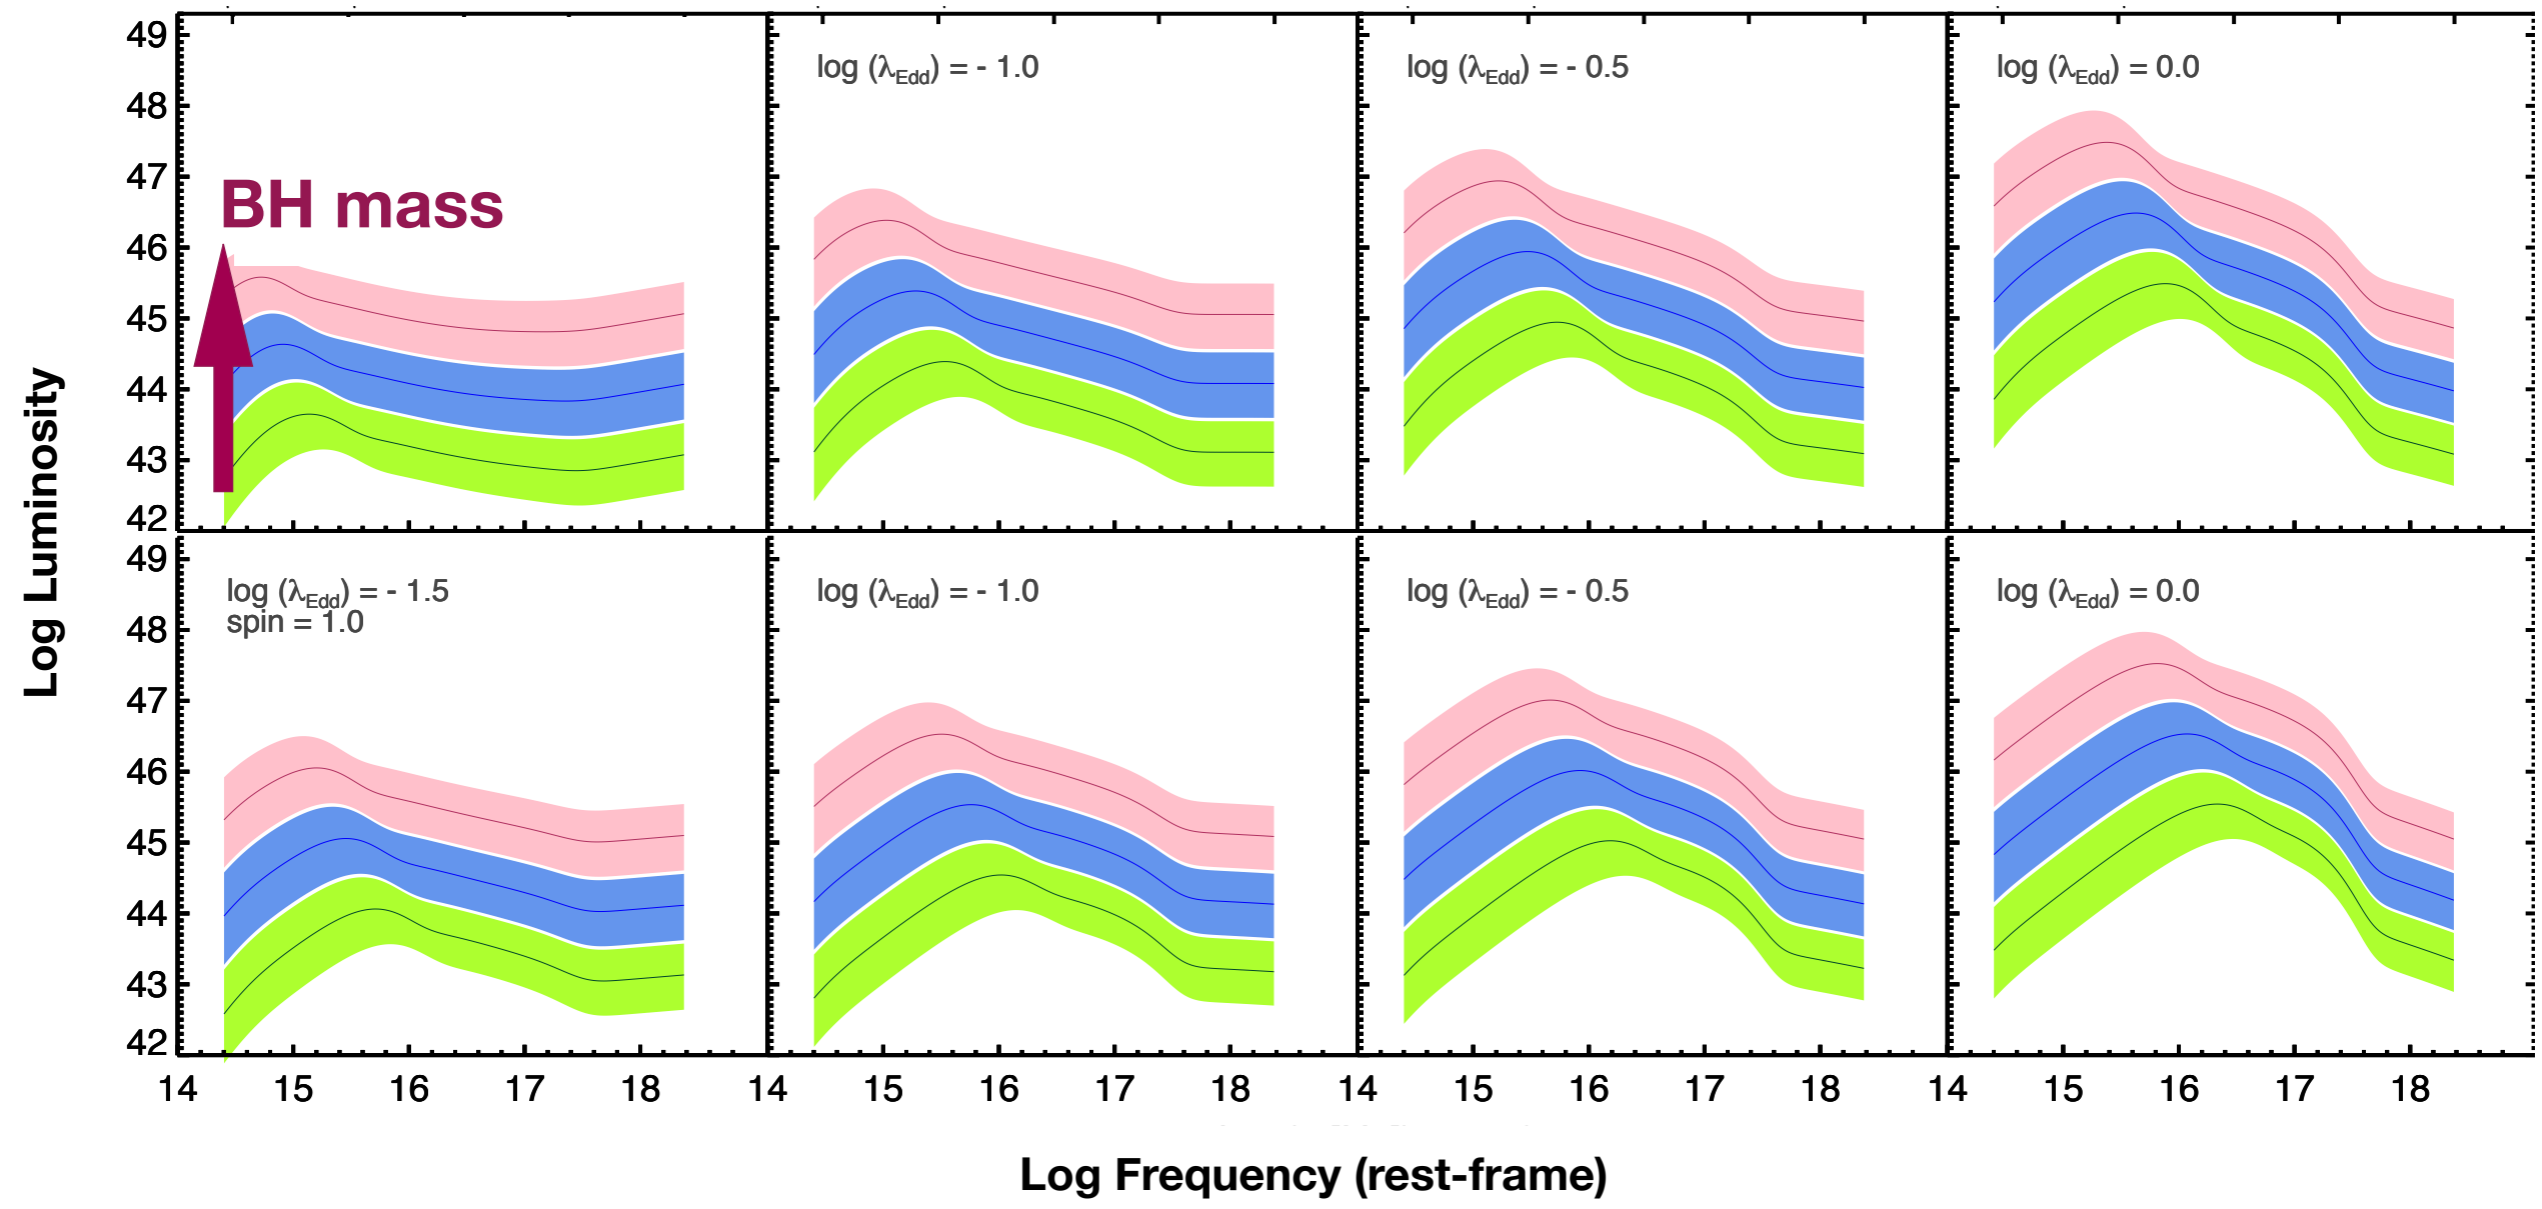 49
48
47
46
45
44
43
42
BH mass
log (λEdd) = - 1.0
log (λEdd) = - 0.5
log (λEdd) = 0.0
Log Luminosity
49
48
47
46
45
44
43
42
log (λEdd) = - 1.5
spin = 1.0
log (λEdd) = - 1.0
log (λEdd) = - 0.5
log (λEdd) = 0.0
14 15 16 17 18 14 15 16 17 18 14 15 16 17 18 14 15 16 17 18
Log Frequency (rest-frame)